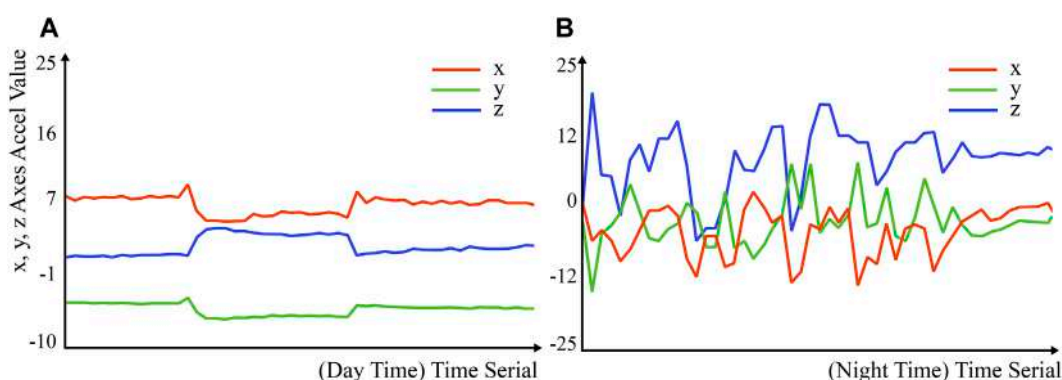 A
x, y, z Axes Accel Value
25
16
7
-1
-10
x
y
z
(Day Time) Time Serial
B
25
12
0
-12
-25
x
y
z
(Night Time) Time Serial